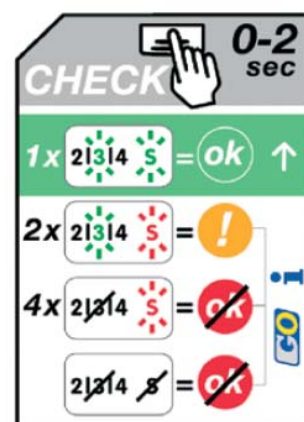 0-2
sec
CHECK
1x 2|3|4 S = ok ↑
2x 2|3|4 S = !
4x 2|3|4 S = ok
2|3|4 S = ok
GO i